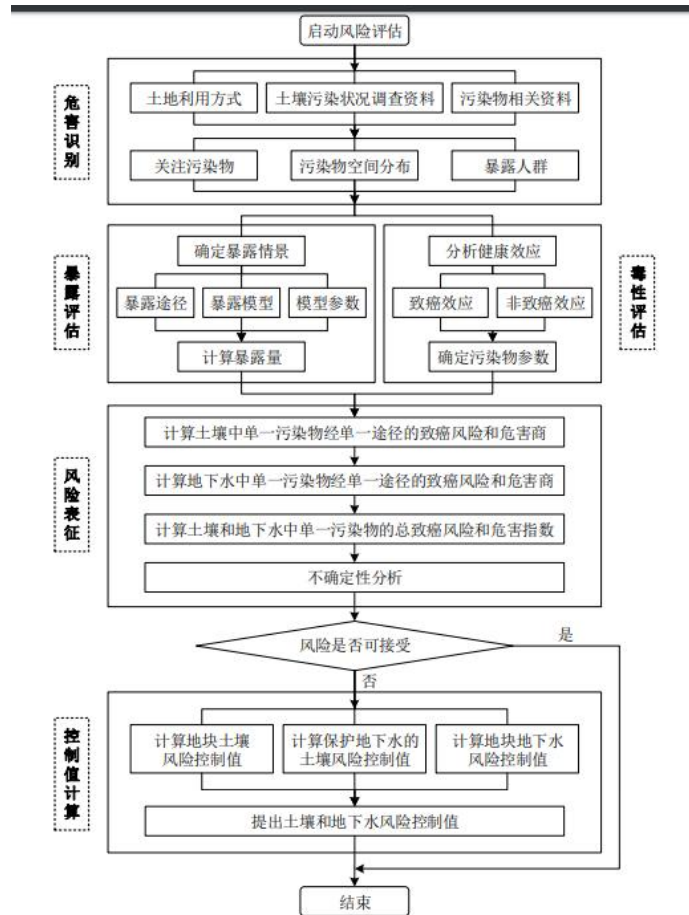 启动风险评估
危害识别
土地利用方式
土壤污染状况调查资料
污染物相关资料
关注污染物
污染物空间分布
暴露人群
暴露评估
确定暴露情景
暴露途径
暴露模型
模型参数
计算暴露量
分析健康效应
致癌效应
非致癌效应
确定污染物参数
毒性评估
风险表征
计算土壤中单一污染物经单一途径的致癌风险和危害商
计算地下水中单一污染物经单一途径的致癌风险和危害商
计算土壤和地下水中单一污染物的总致癌风险和危害指数
不确定性分析
风险是否可接受
是
否
控制值计算
计算地块土壤
风险控制值
计算保护地下水的
土壤风险控制值
计算地块地下水
风险控制值
提出土壤和地下水风险控制值
结束